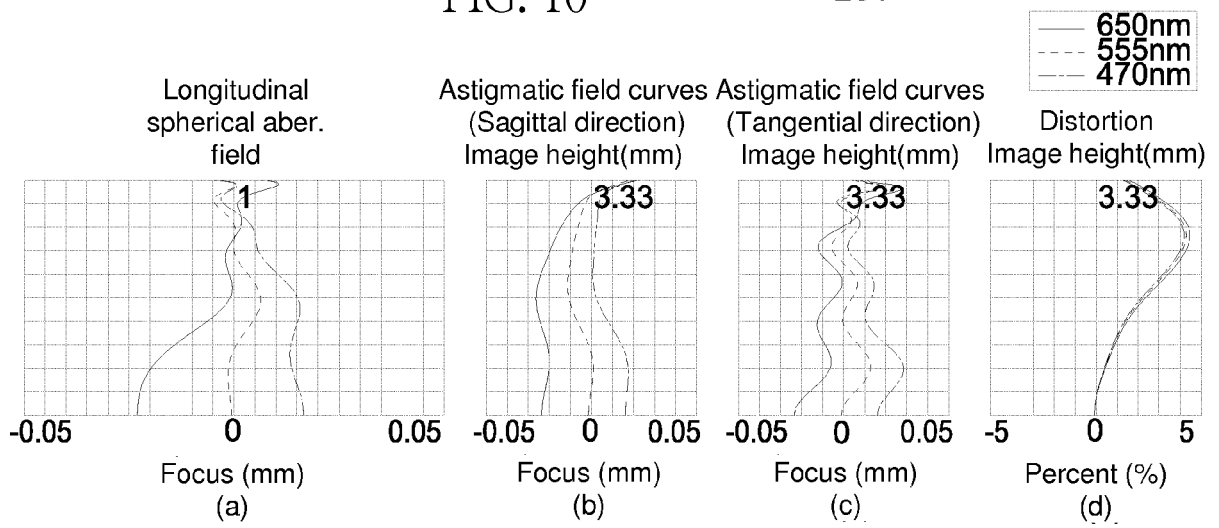 FIG. 10
650nm
555nm
470nm
Longitudinal
spherical aber.
field
Astigmatic field curves
(Sagittal direction)
Image height(mm)
Astigmatic field curves
(Tangential direction)
Image height(mm)
Distortion
Image height(mm)
1
3.33
3.33
3.33
-0.05 0 0.05
-0.05 0 0.05
-0.05 0 0.05
-5 0 5
Focus (mm)
Focus (mm)
Focus (mm)
Percent (%)
(a)
(b)
(c)
(d)